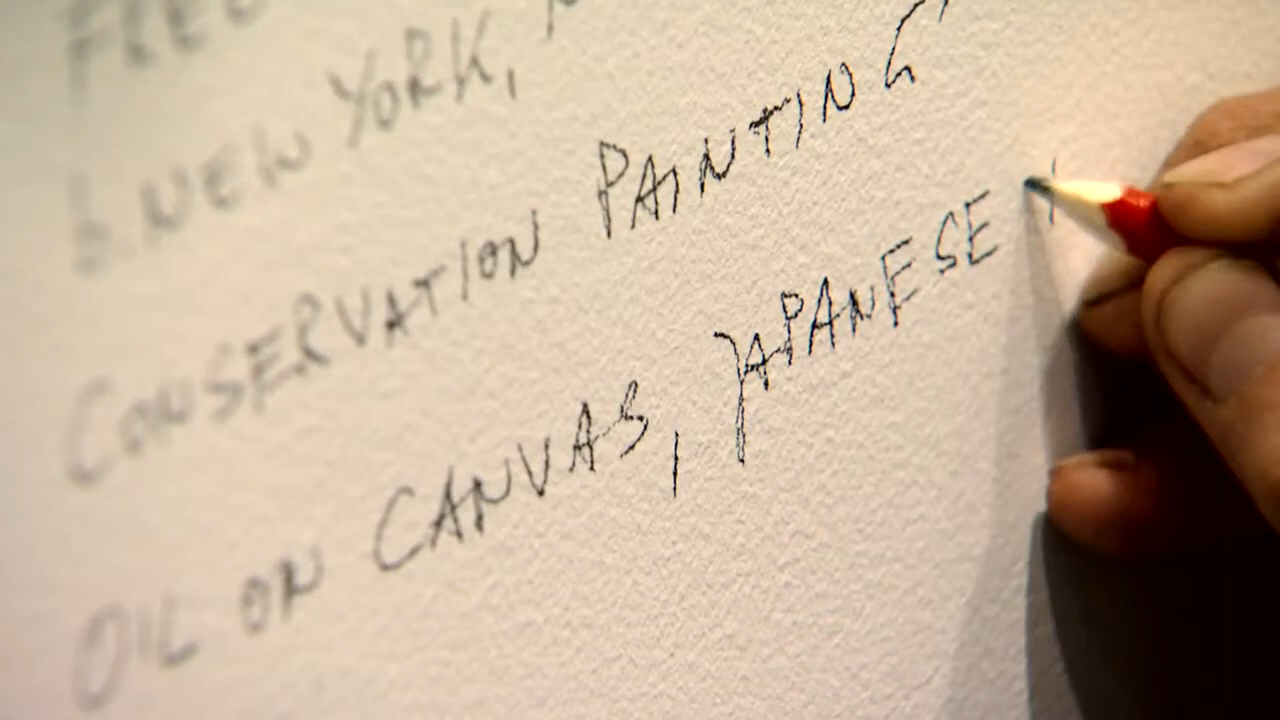 B. NEW YORK,
CONSERVATION PAINTING,
OIL ON CANVAS, JAPANESE